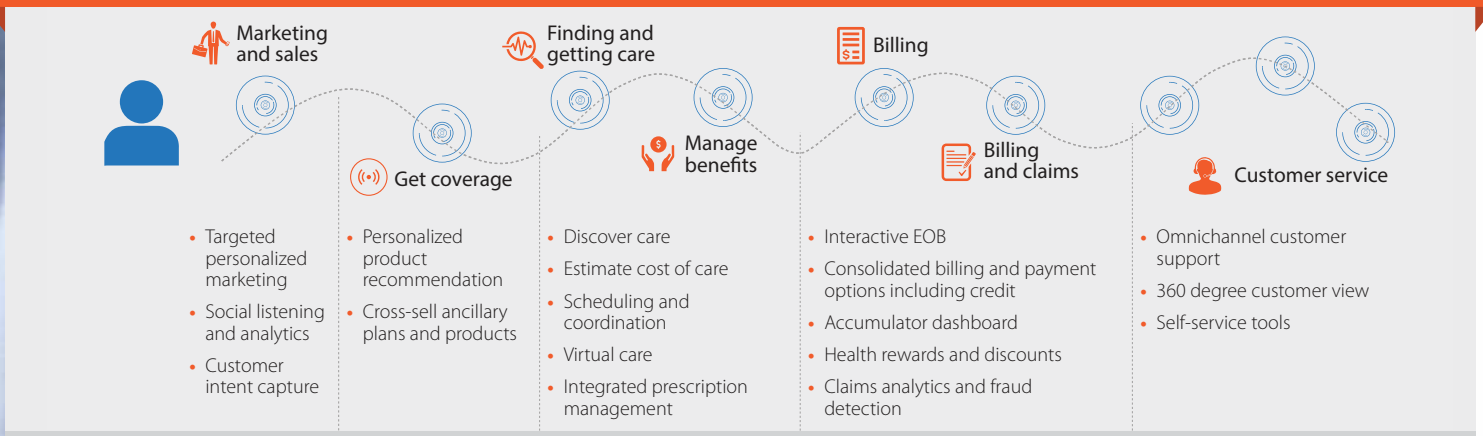 Marketing
and sales
Get coverage
Finding and
getting care
Manage
benefits
$
Billing
$
Billing
and claims
Customer service
• Targeted
personalized
marketing
• Social listening
and analytics
• Customer
intent capture
• Personalized
product
recommendation
• Cross-sell ancillary
plans and products
• Discover care
• Estimate cost of care
• Scheduling and
coordination
• Virtual care
• Integrated prescription
management
• Interactive EOB
• Consolidated billing and payment
options including credit
• Accumulator dashboard
• Health rewards and discounts
• Claims analytics and fraud
detection
• Omnichannel customer
support
• 360 degree customer view
• Self-service tools